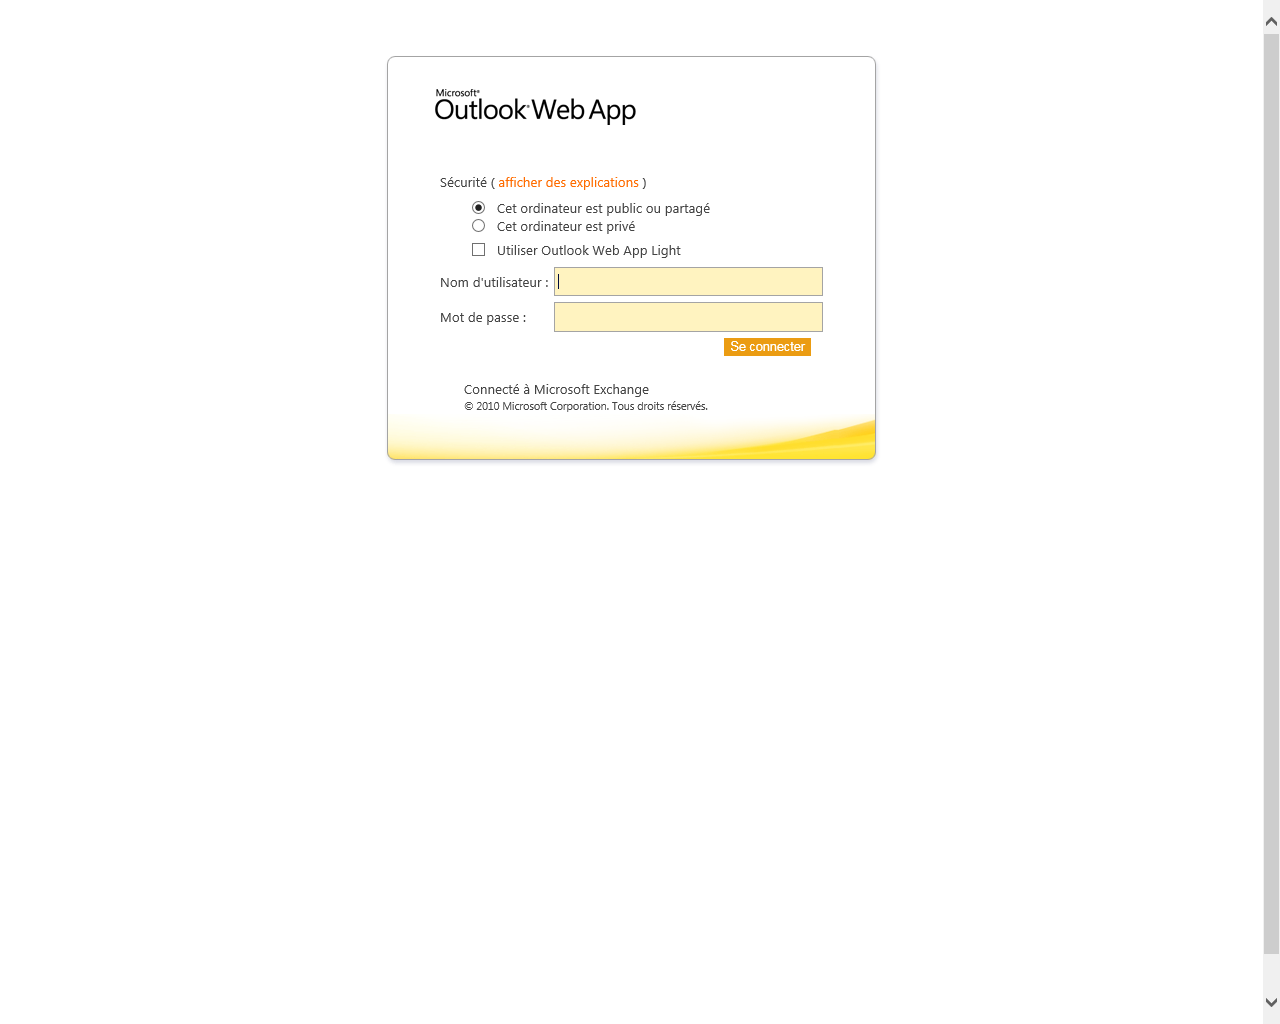 Microsoft®
Outlook® Web App
Sécurité ( afficher des explications )
Cet ordinateur est public ou partagé
Cet ordinateur est privé
Utiliser Outlook Web App Light
Nom d'utilisateur :
Mot de passe :
Se connecter
Connecté à Microsoft Exchange
© 2010 Microsoft Corporation. Tous droits réservés.